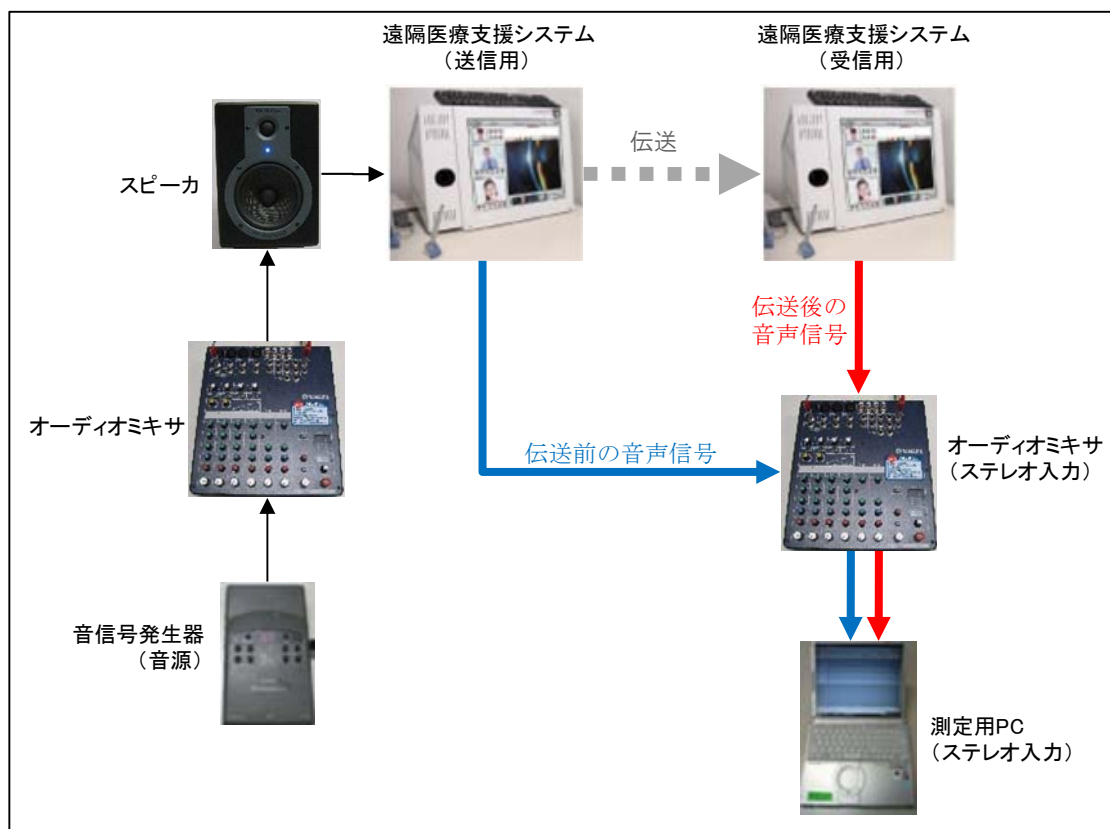 遠隔医療支援システム
（送信用）
遠隔医療支援システム
（受信用）
伝送
スピーカ
伝送後の
音声信号
オーディオミキサ
伝送前の音声信号
オーディオミキサ
（ステレオ入力）
音信号発生器
（音源）
測定用PC
（ステレオ入力）